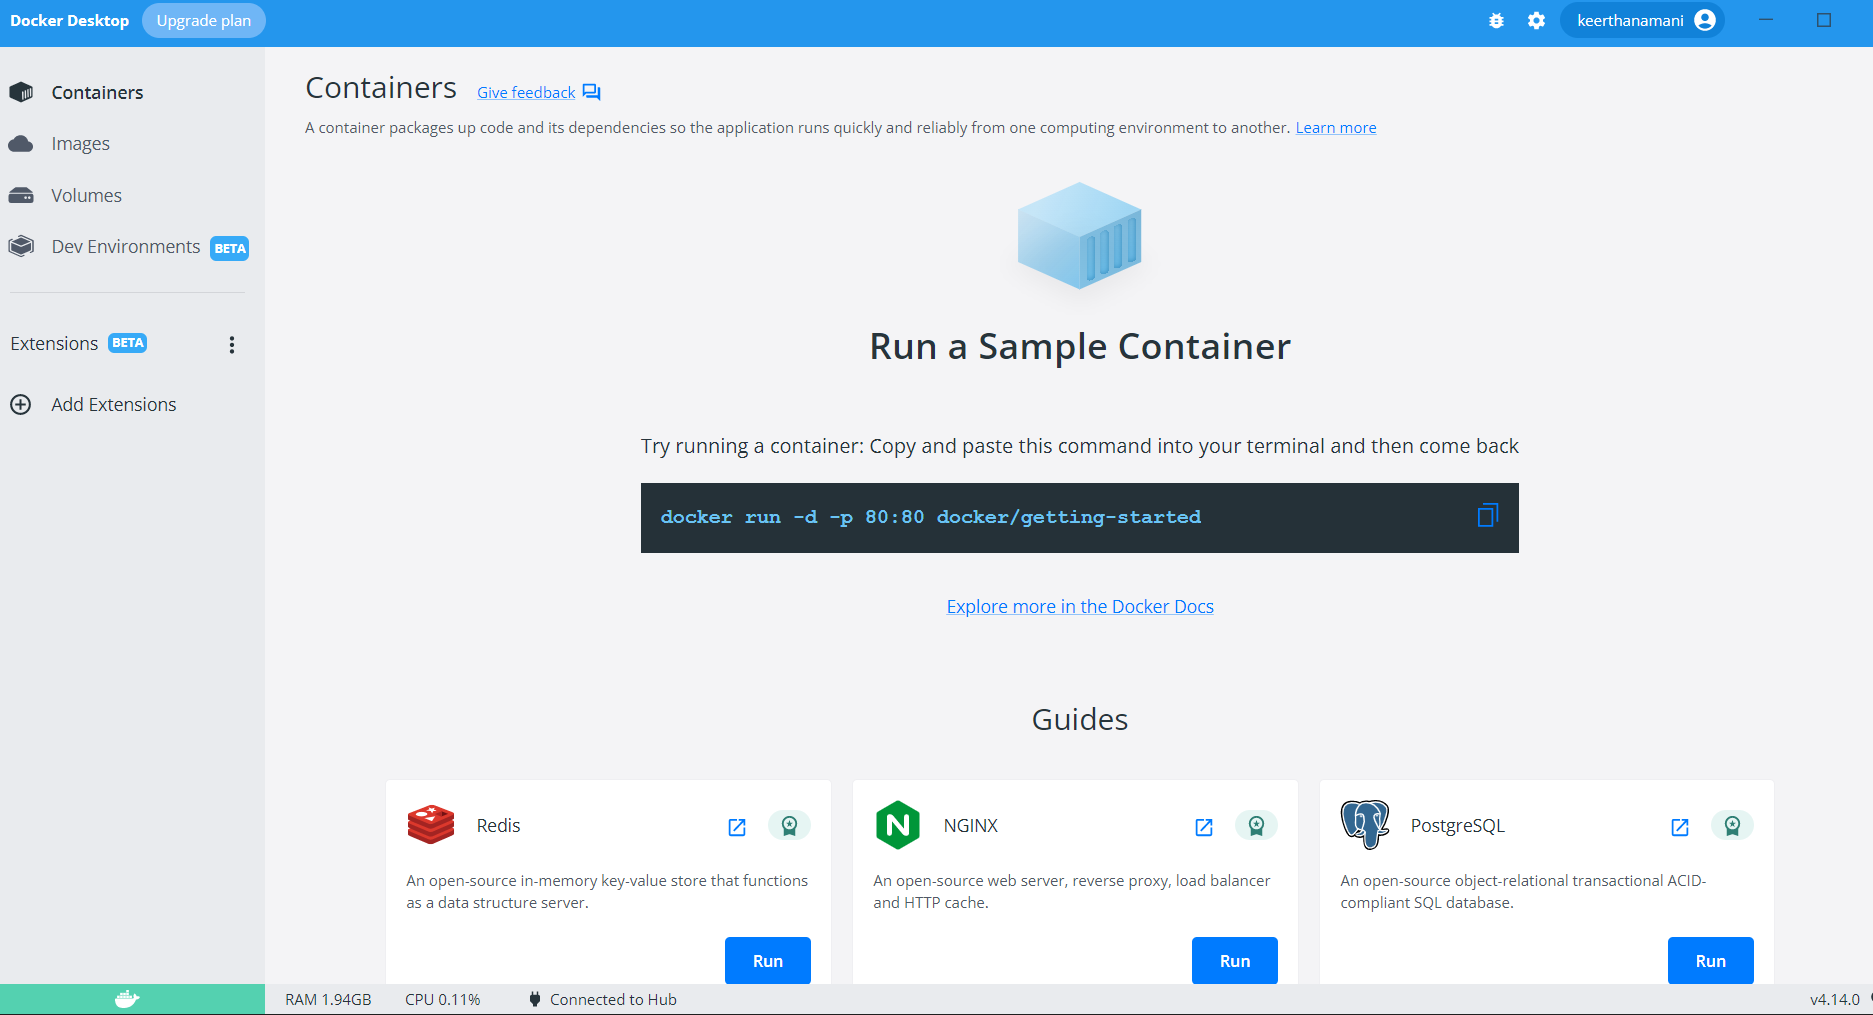 Docker Desktop
Upgrade plan
keerthanamani
Containers
Images
Volumes
Dev Environments BETA
Extensions BETA
Add Extensions
Containers
Give feedback
A container packages up code and its dependencies so the application runs quickly and reliably from one computing environment to another. Learn more
Run a Sample Container
Try running a container: Copy and paste this command into your terminal and then come back
docker run -d -p 80:80 docker/getting-started
Explore more in the Docker Docs
Guides
Redis
An open-source in-memory key-value store that functions
as a data structure server.
Run
NGINX
An open-source web server, reverse proxy, load balancer
and HTTP cache.
Run
PostgreSQL
An open-source object-relational transactional ACID-
compliant SQL database.
Run
RAM 1.94GB
CPU 0.11%
Connected to Hub
v4.14.0